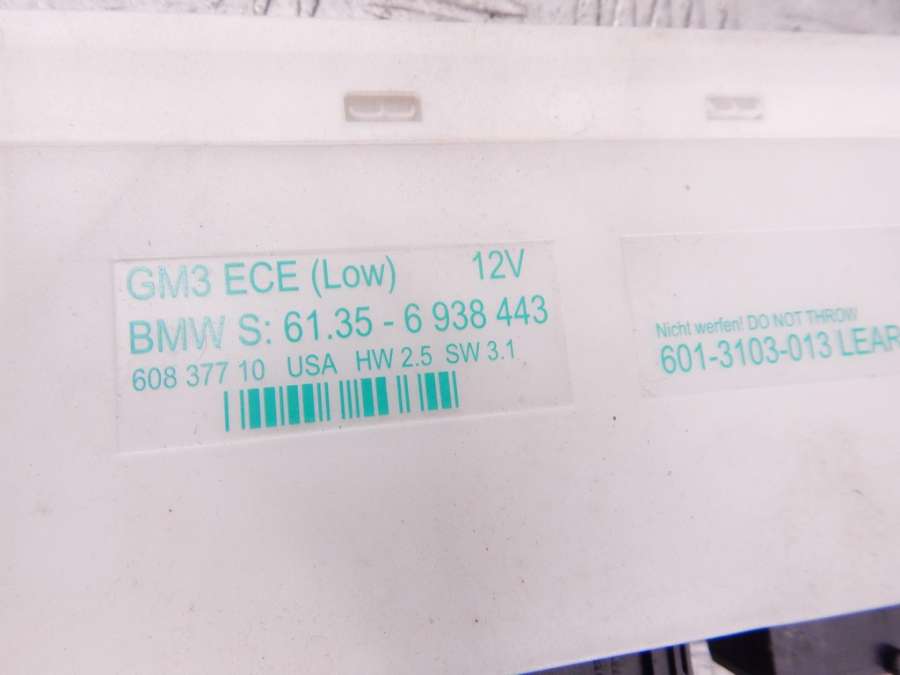 GM3 ECE (Low) 12V
BMW S: 61.35 - 6 938 443
608 377 10 USA HW 2.5 SW 3.1
Nicht werfen! DO NOT THROW
601-3103-013 LEAR